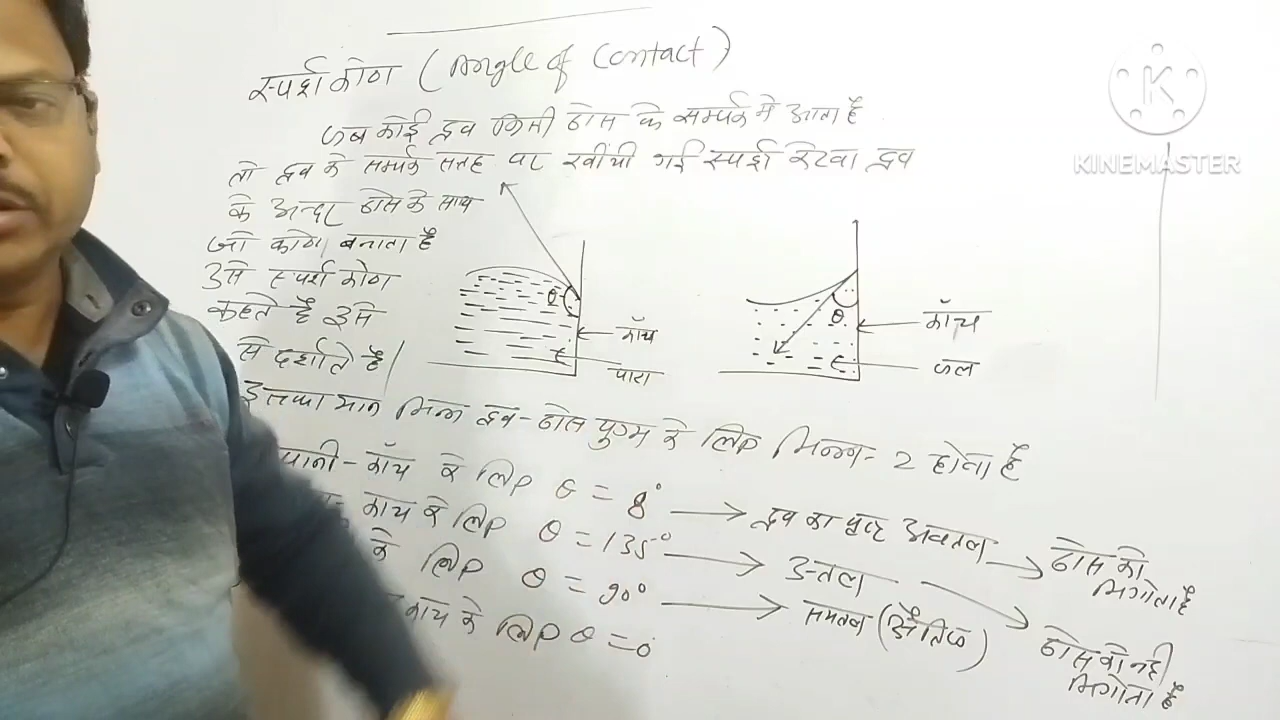 स्पर्श कोण (Angle of Contact)
जब कोई द्रव किसी ठोस के सम्पर्क में आता है
तो द्रव के सम्पर्क सतह पर खींची गई स्पर्श रेखा द्रव
के अन्दर ठोस के साथ
जो कोण बनाता है
उसे स्पर्श कोण
कहते हैं इसे
से दर्शाते है।
θ
काँच
पारा
θ
काँच
जल
इसका मान भिन्न द्रव-ठोस युग्म के लिए भिन्न-2 होता है
पानी - काँच के लिए θ = 8° → द्रव का पृष्ठ अवतल → ठोस को भिगोता है
काँच के लिए θ = 135° → उत्तल → ठोस को नहीं भिगोता है
के लिए θ = 90° → समतल (क्षैतिज)
काँच के लिए θ = 0°
K
KINEMASTER